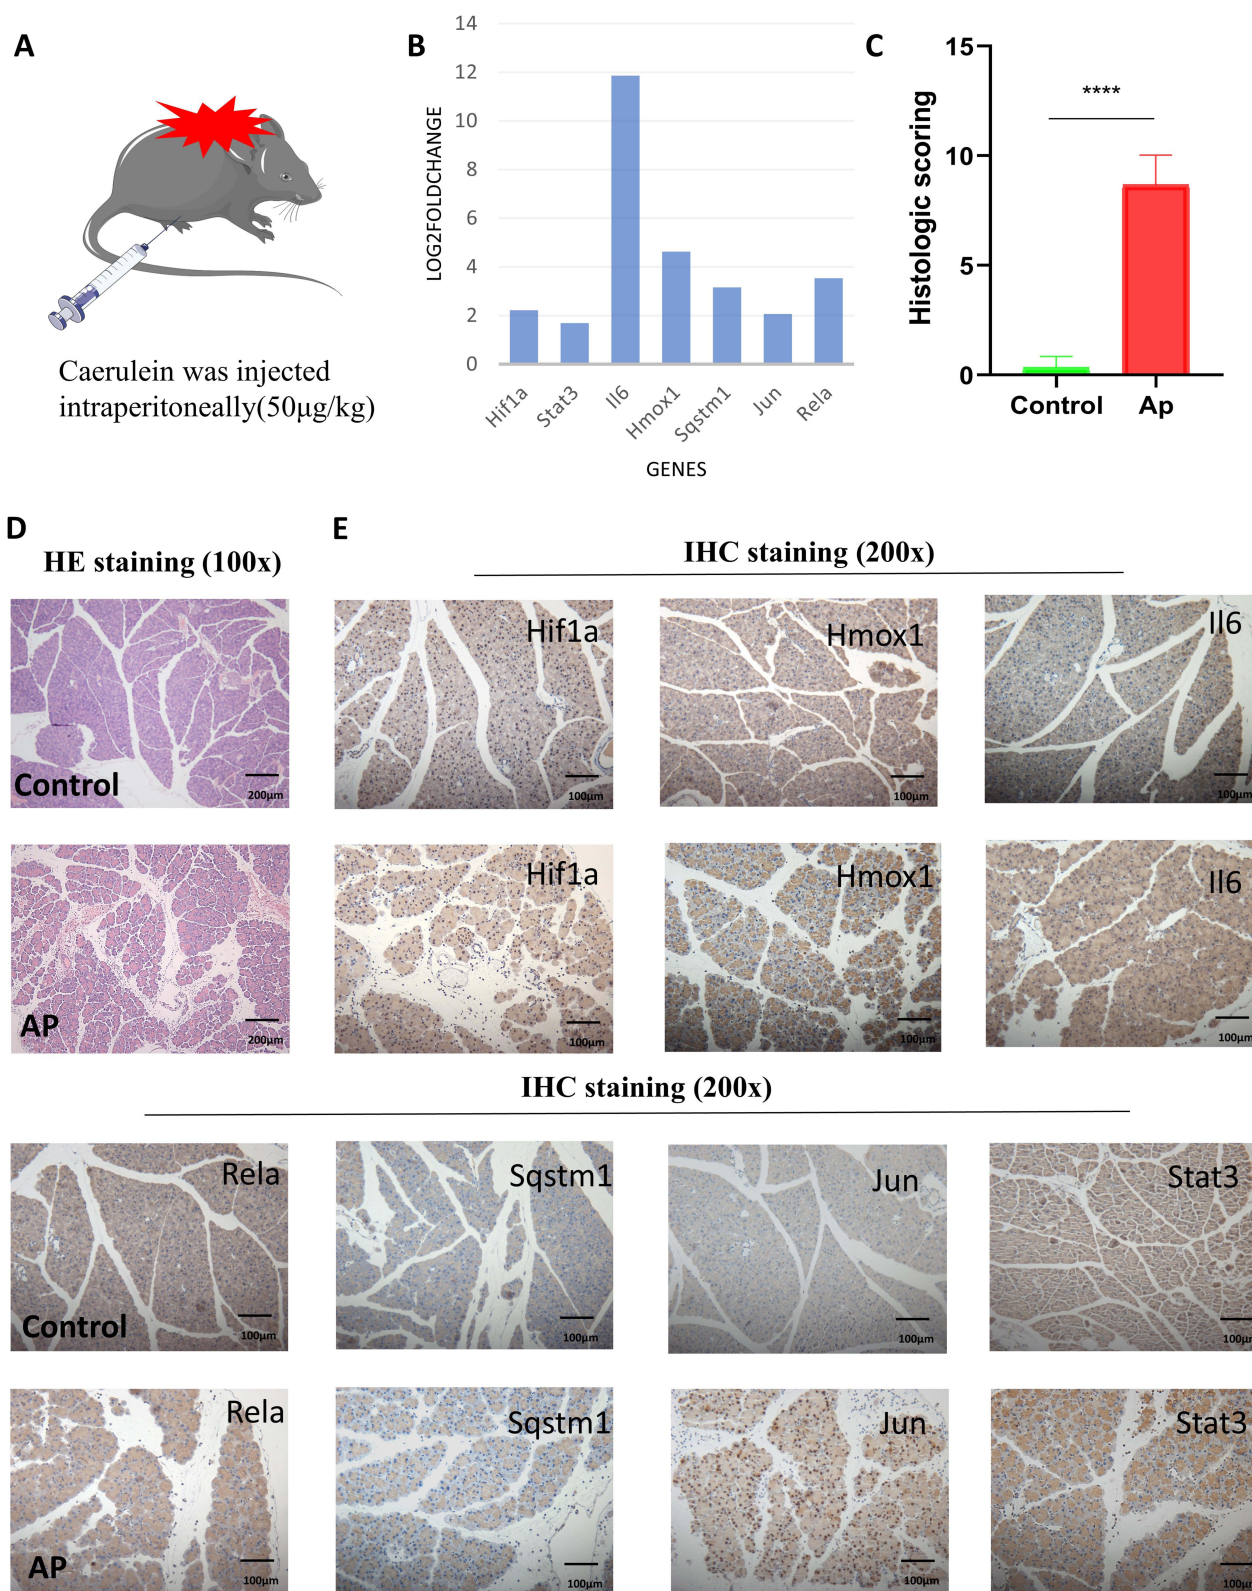 A
Caerulein was injected
intraperitoneally(50μg/kg)
B
14
12
10
8
6
4
2
0
LOG2FOLDCHANGE
Hif1a
Stat3
Il6
Hmox1
Sqstm1
Jun
Rela
GENES
C
15
10
5
0
Histologic scoring
****
Control
Ap
D
HE staining (100x)
E
IHC staining (200x)
Control
200μm
Hif1a
100μm
Hmox1
100μm
Il6
100μm
AP
200μm
Hif1a
100μm
Hmox1
100μm
Il6
100μm
IHC staining (200x)
Rela
Control
100μm
Sqstm1
100μm
Jun
100μm
Stat3
100μm
Rela
AP
100μm
Sqstm1
100μm
Jun
100μm
Stat3
100μm